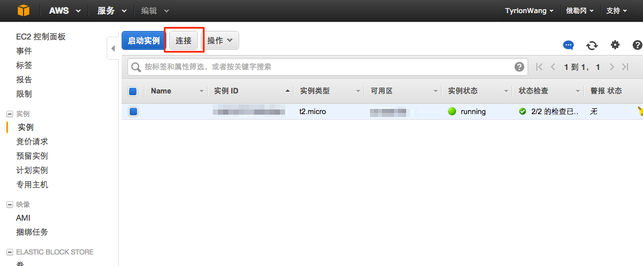 AWS 服务 编辑 TyrionWang 俄勒冈 支持
EC2 控制面板
事件
标签
报告
限制
实例
实例
竞价请求
预留实例
计划实例
专用主机
映像
AMI
捆绑任务
ELASTIC BLOCK STORE
卷
启动实例 连接 操作
按标签和属性筛选，或者按关键字搜索
1 到 1， 1
Name 实例 ID 实例类型 可用区 实例状态 状态检查 警报 状态
t2.micro running 2/2 的检查已.. 无